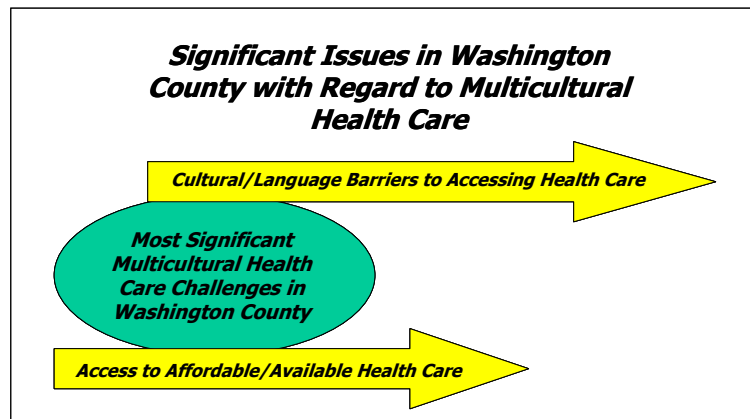 Significant Issues in Washington
County with Regard to Multicultural
Health Care
Cultural/Language Barriers to Accessing Health Care
Most Significant
Multicultural Health
Care Challenges in
Washington County
Access to Affordable/Available Health Care